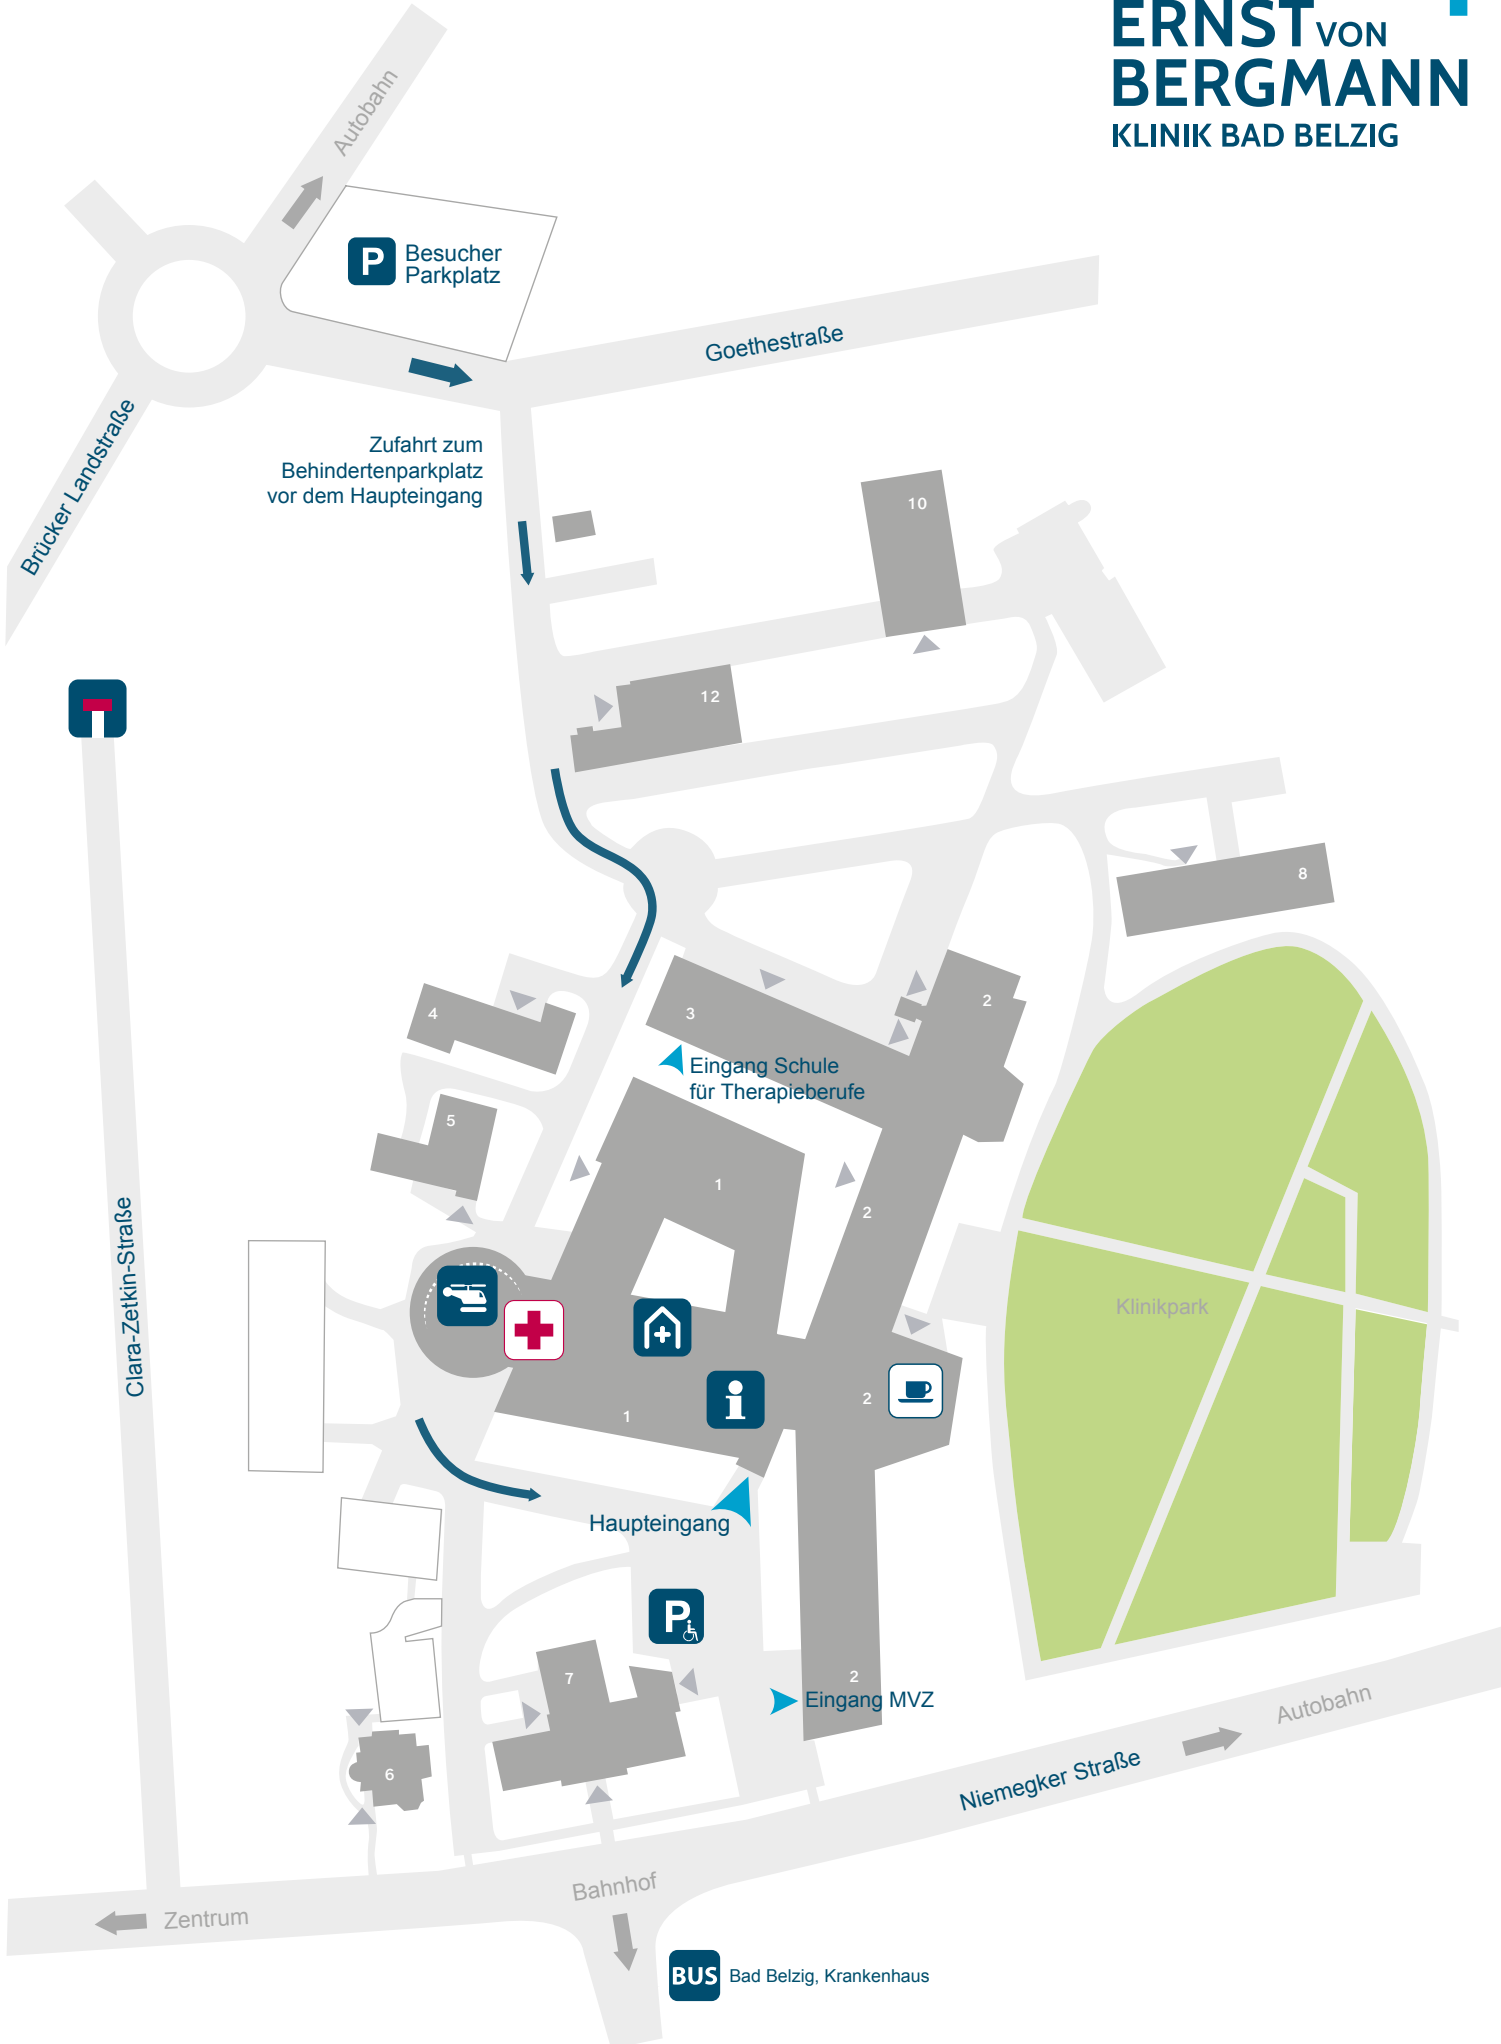 ERNST VON
BERGMANN
KLINIK BAD BELZIG
Autobahn
P
Besucher
Parkplatz
Goethestraße
Brücker Landstraße
Zufahrt zum
Behindertenparkplatz
vor dem Haupteingang
10
12
8
4
3
2
Eingang Schule
für Therapieberufe
5
1
2
Clara-Zetkin-Straße
Klinikpark
i
2
1
Haupteingang
P
7
2
Eingang MVZ
6
Autobahn
Niemegker Straße
Bahnhof
Zentrum
BUS
Bad Belzig, Krankenhaus